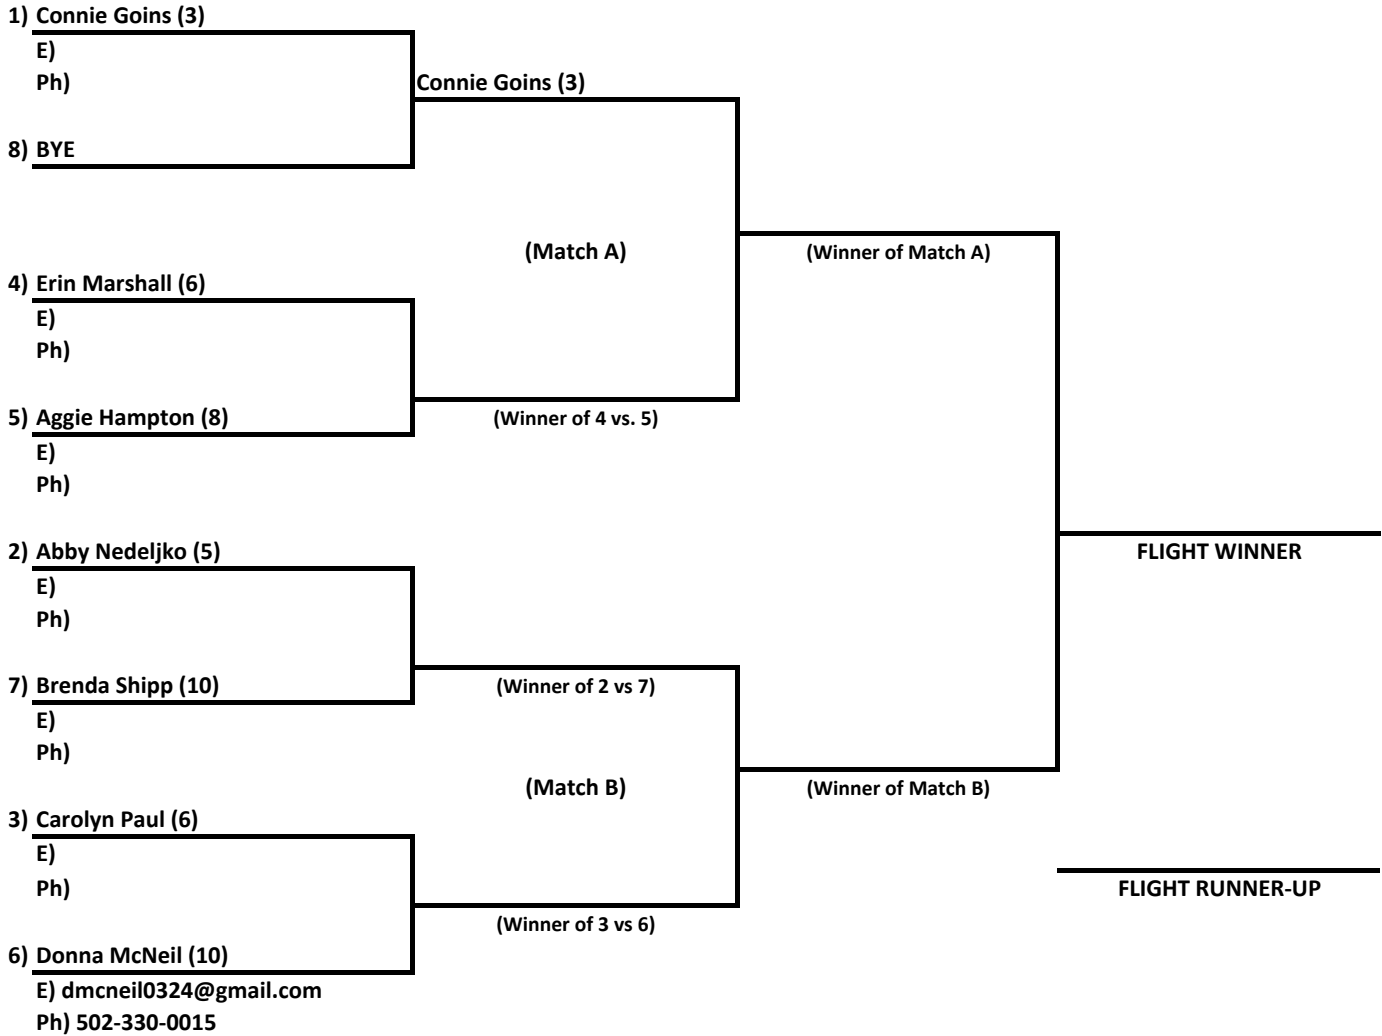 1) Connie Goins (3)
E)
Ph)
Connie Goins (3)
8) BYE
(Match A)
(Winner of Match A)
4) Erin Marshall (6)
E)
Ph)
5) Aggie Hampton (8)
(Winner of 4 vs. 5)
E)
Ph)
2) Abby Nedeljko (5)
FLIGHT WINNER
E)
Ph)
7) Brenda Shipp (10)
(Winner of 2 vs 7)
E)
Ph)
(Match B)
(Winner of Match B)
3) Carolyn Paul (6)
E)
Ph)
FLIGHT RUNNER-UP
(Winner of 3 vs 6)
6) Donna McNeil (10)
E) dmcneil0324@gmail.com
Ph) 502-330-0015